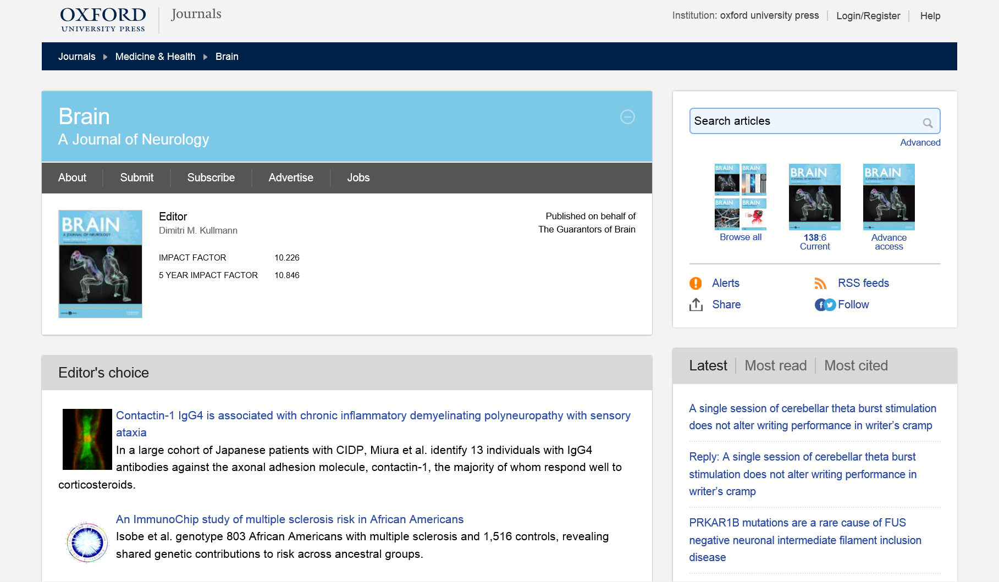 OXFORD
UNIVERSITY PRESS
Journals
Institution: oxford university press
Login/Register
Help
Journals
Medicine & Health
Brain
Brain
A Journal of Neurology
About
Submit
Subscribe
Advertise
Jobs
BRAIN
A JOURNAL OF NEUROLOGY
Editor
Dimitri M. Kullmann
IMPACT FACTOR 10.226
5 YEAR IMPACT FACTOR 10.846
Published on behalf of
The Guarantors of Brain
Editor's choice
Contactin-1 IgG4 is associated with chronic inflammatory demyelinating polyneuropathy with sensory
ataxia
In a large cohort of Japanese patients with CIDP, Miura et al. identify 13 individuals with IgG4
antibodies against the axonal adhesion molecule, contactin-1, the majority of whom respond well to
corticosteroids.
An ImmunoChip study of multiple sclerosis risk in African Americans
Isobe et al. genotype 803 African Americans with multiple sclerosis and 1,516 controls, revealing
shared genetic contributions to risk across ancestral groups.
Search articles
Advanced
BRAIN
BRAIN
BRAIN
BRAIN
Browse all
BRAIN
A JOURNAL OF NEUROLOGY
138:6
Current
BRAIN
A JOURNAL OF NEUROLOGY
Advance
access
Alerts
RSS feeds
Share
Follow
Latest
Most read
Most cited
A single session of cerebellar theta burst stimulation
does not alter writing performance in writer’s cramp
Reply: A single session of cerebellar theta burst
stimulation does not alter writing performance in
writer’s cramp
PRKAR1B mutations are a rare cause of FUS
negative neuronal intermediate filament inclusion
disease